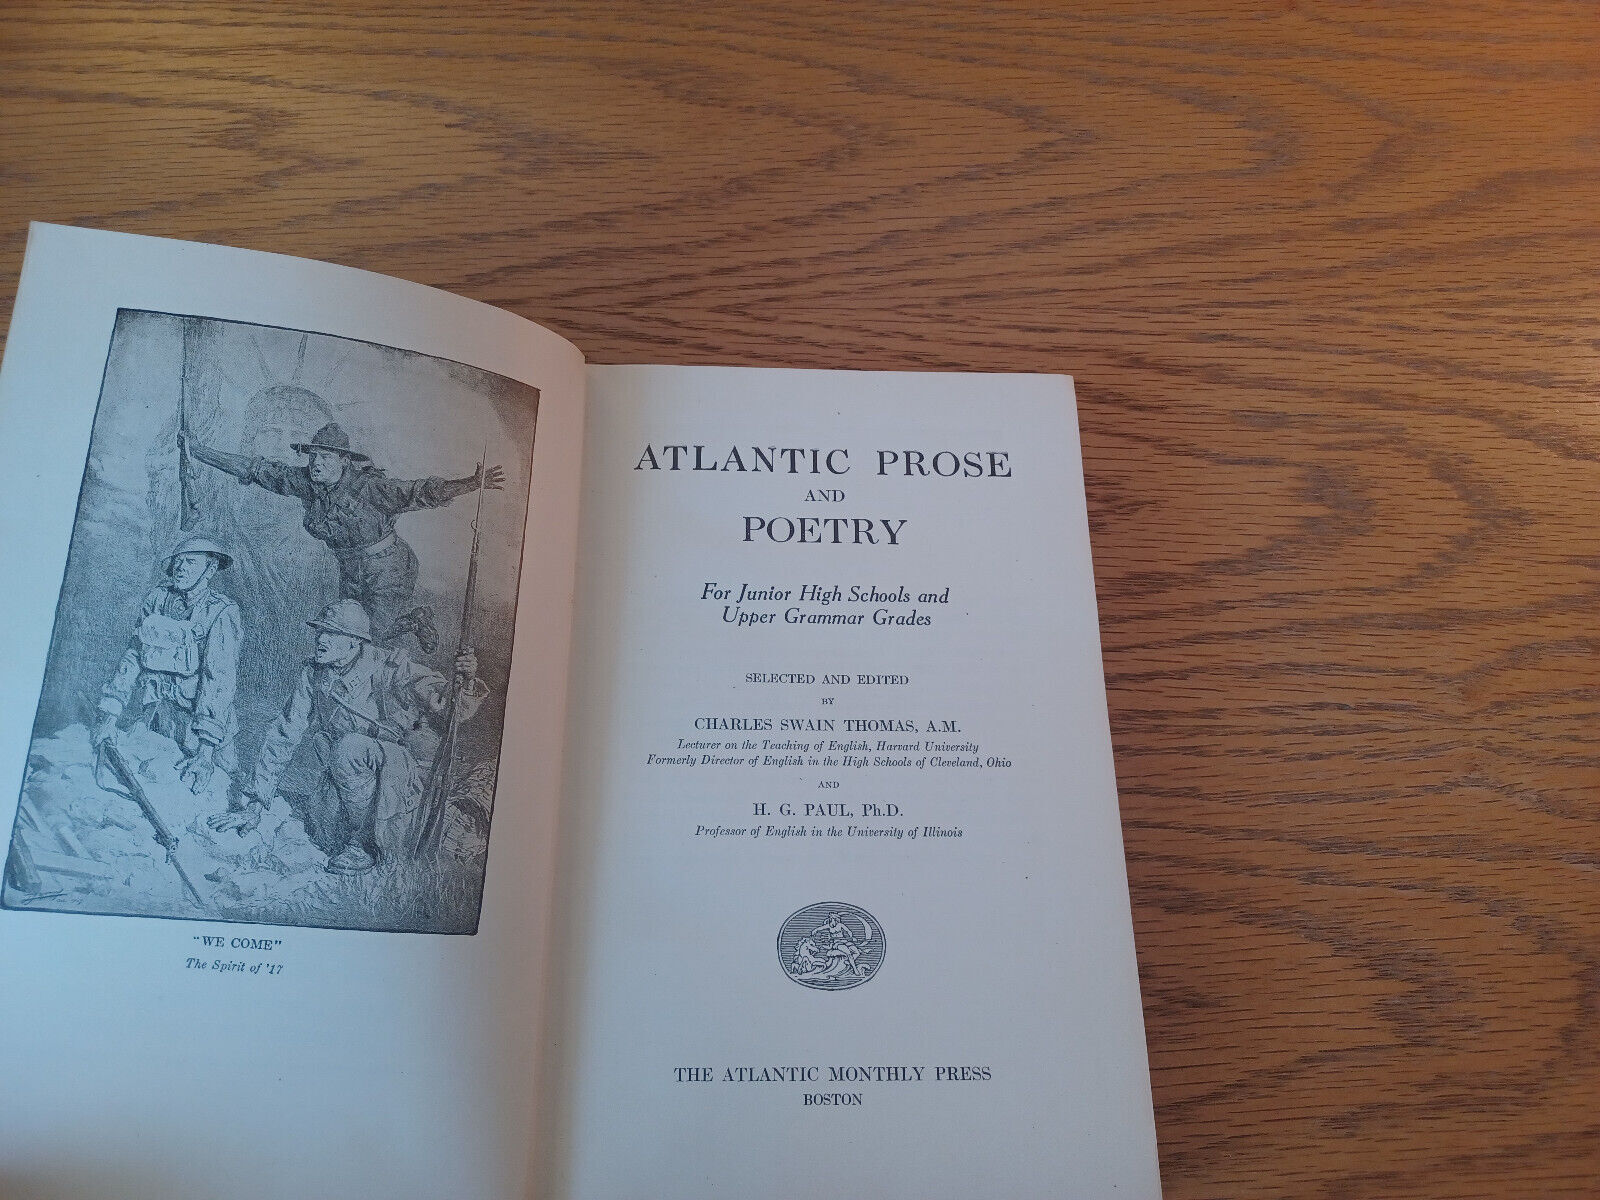 "WE COME"
The Spirit of '17
ATLANTIC PROSE
AND
POETRY
For Junior High Schools and
Upper Grammar Grades
SELECTED AND EDITED
BY
CHARLES SWAIN THOMAS, A.M.
Lecturer on the Teaching of English, Harvard University
Formerly Director of English in the High Schools of Cleveland, Ohio
AND
H. G. PAUL, Ph.D.
Professor of English in the University of Illinois
THE ATLANTIC MONTHLY PRESS
BOSTON